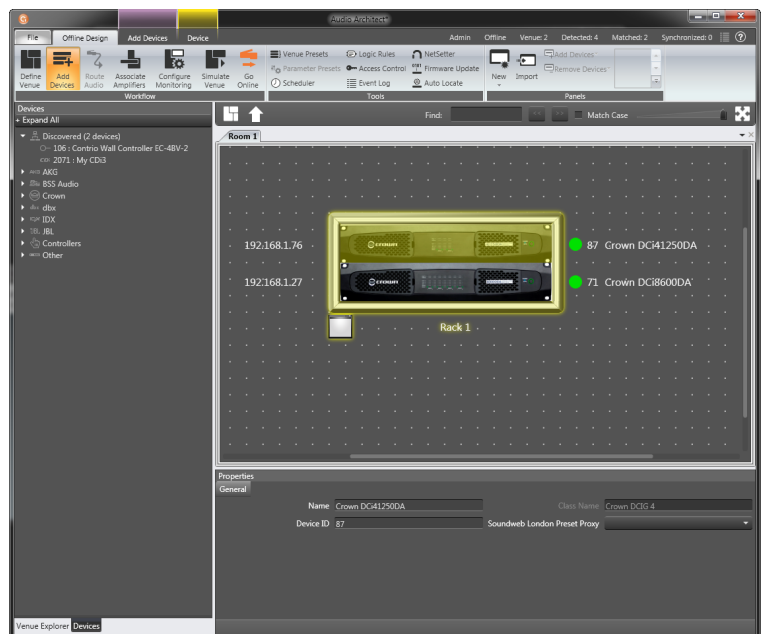 Audio Architect
File Offline Design Add Devices Device Admin Offline Venue: 2 Detected: 4 Matched: 2 Synchronized: 0
Define Venue Add Devices Route Audio Associate Amplifiers Configure Monitoring Simulate Venue Go Online
Workflow
Venue Presets Logic Rules NetSetter
Parameter Presets Access Control Firmware Update
Scheduler Event Log Auto Locate
Tools
New Import Add Devices
Remove Devices
Panels
Devices
+ Expand All
Find: Match Case
Discovered (2 devices)
106 : Contrio Wall Controller EC-4BV-2
2071 : My CDi3
AKG
BSS Audio
Crown
dbx
IDX
JBL
Controllers
Other
Room 1
192.168.1.76 crown 87 Crown DCi41250DA
192.168.1.27 crown 71 Crown DCi8600DA
Rack 1
Properties
General
Name Crown DCi41250DA Class Name Crown DCIG 4
Device ID 87 Soundweb London Preset Proxy
Venue Explorer Devices